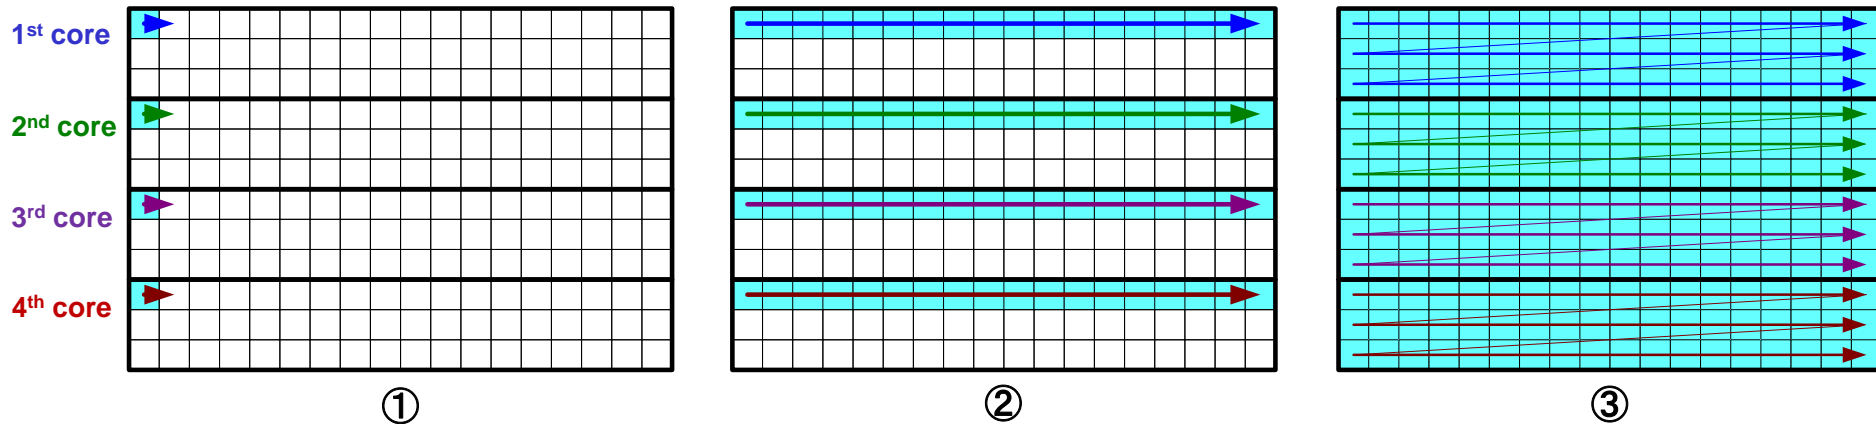 1st core
2nd core
3rd core
4th core
① ② ③